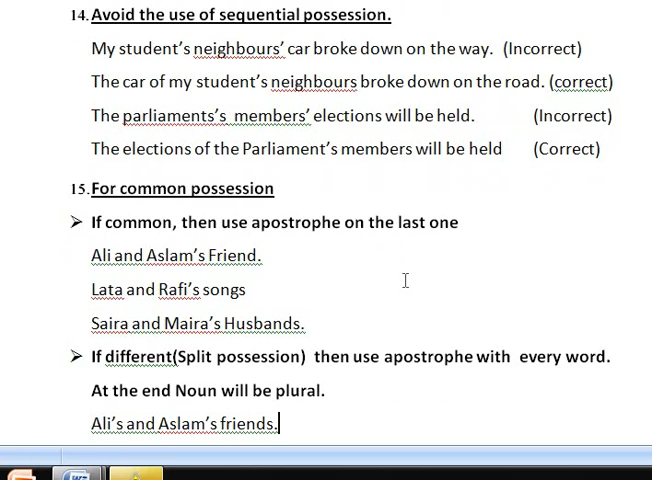 14. Avoid the use of sequential possession.
My student's neighbours' car broke down on the way. (Incorrect)
The car of my student's neighbours broke down on the road. (correct)
The parliaments's members' elections will be held. (Incorrect)
The elections of the Parliament's members will be held (Correct)
15. For common possession
➤ If common, then use apostrophe on the last one
Ali and Aslam's Friend.
Lata and Rafi's songs
Saira and Maira's Husbands.
➤ If different(Split possession) then use apostrophe with every word.
At the end Noun will be plural.
Ali's and Aslam's friends.